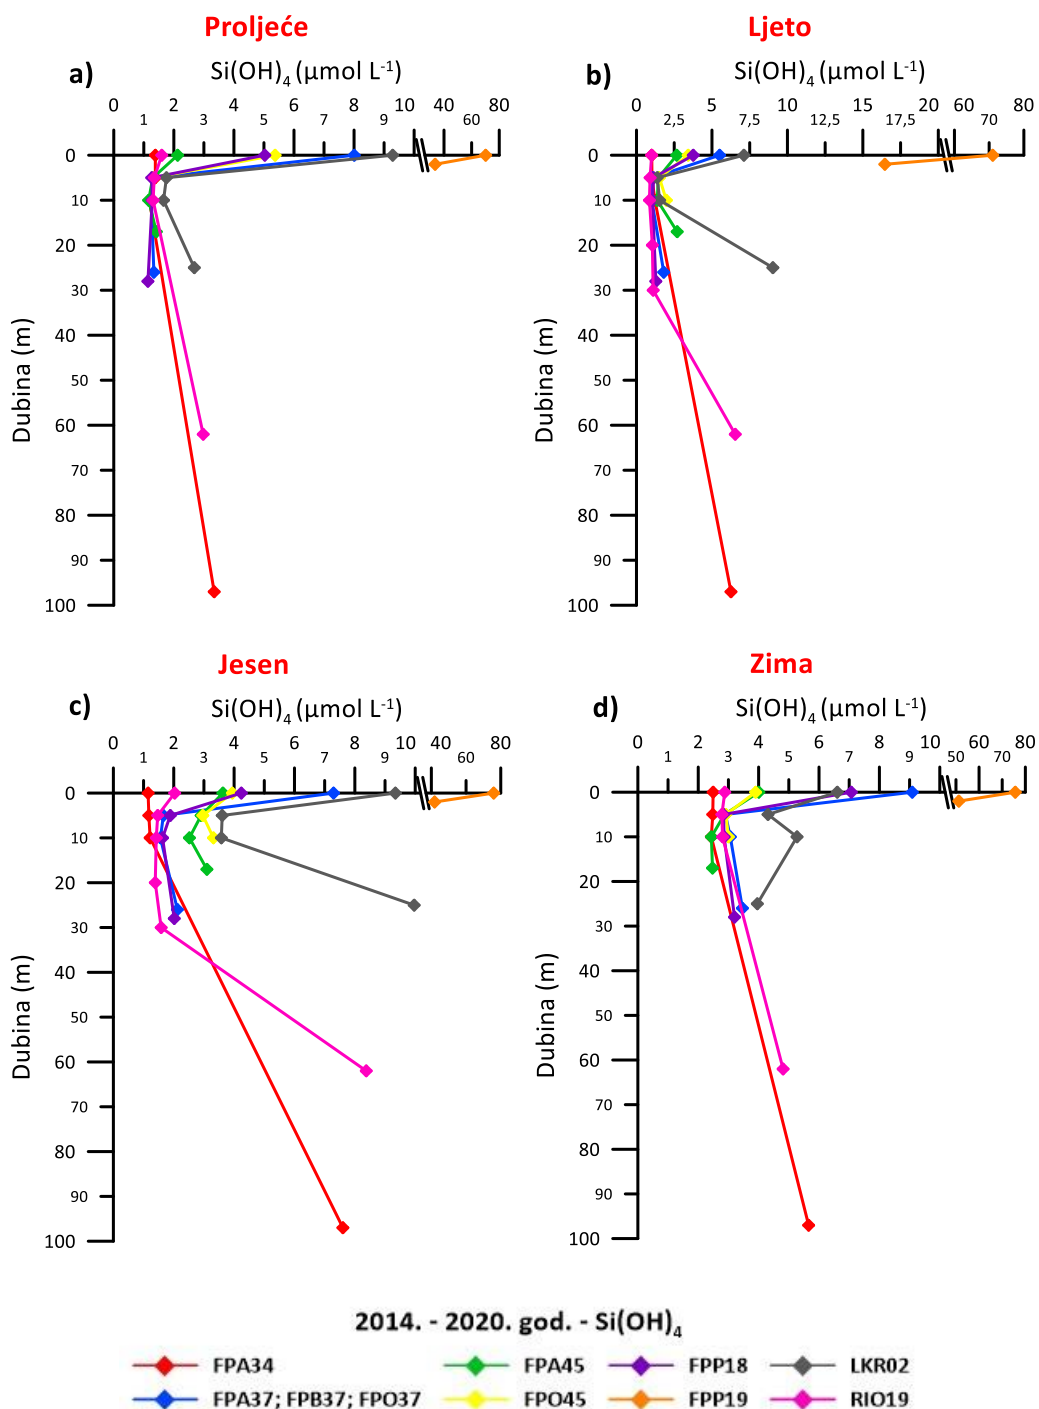 Proljeće
a)
Si(OH)4 (µmol L-1)
0 2 4 6 8 10 40 80
1 3 5 7 9 60
0
10
20
30
40
50
60
70
80
90
100
Dubina (m)
Ljeto
b)
Si(OH)4 (µmol L-1)
0 5 10 15 20 60 80
2,5 7,5 12,5 17,5 70
0
10
20
30
40
50
60
70
80
90
100
Dubina (m)
Jesen
c)
Si(OH)4 (µmol L-1)
0 2 4 6 8 10 40 80
1 3 5 7 9 60
0
10
20
30
40
50
60
70
80
90
100
Dubina (m)
Zima
d)
Si(OH)4 (µmol L-1)
0 2 4 6 8 10 60 80
3 5 7 9 50 70
0
10
20
30
40
50
60
70
80
90
100
Dubina (m)
2014. - 2020. god. - Si(OH)4
FPA34 FPA45 FPP18 LKR02
FPA37; FPB37; FPO37 FPO45 FPP19 RIO19